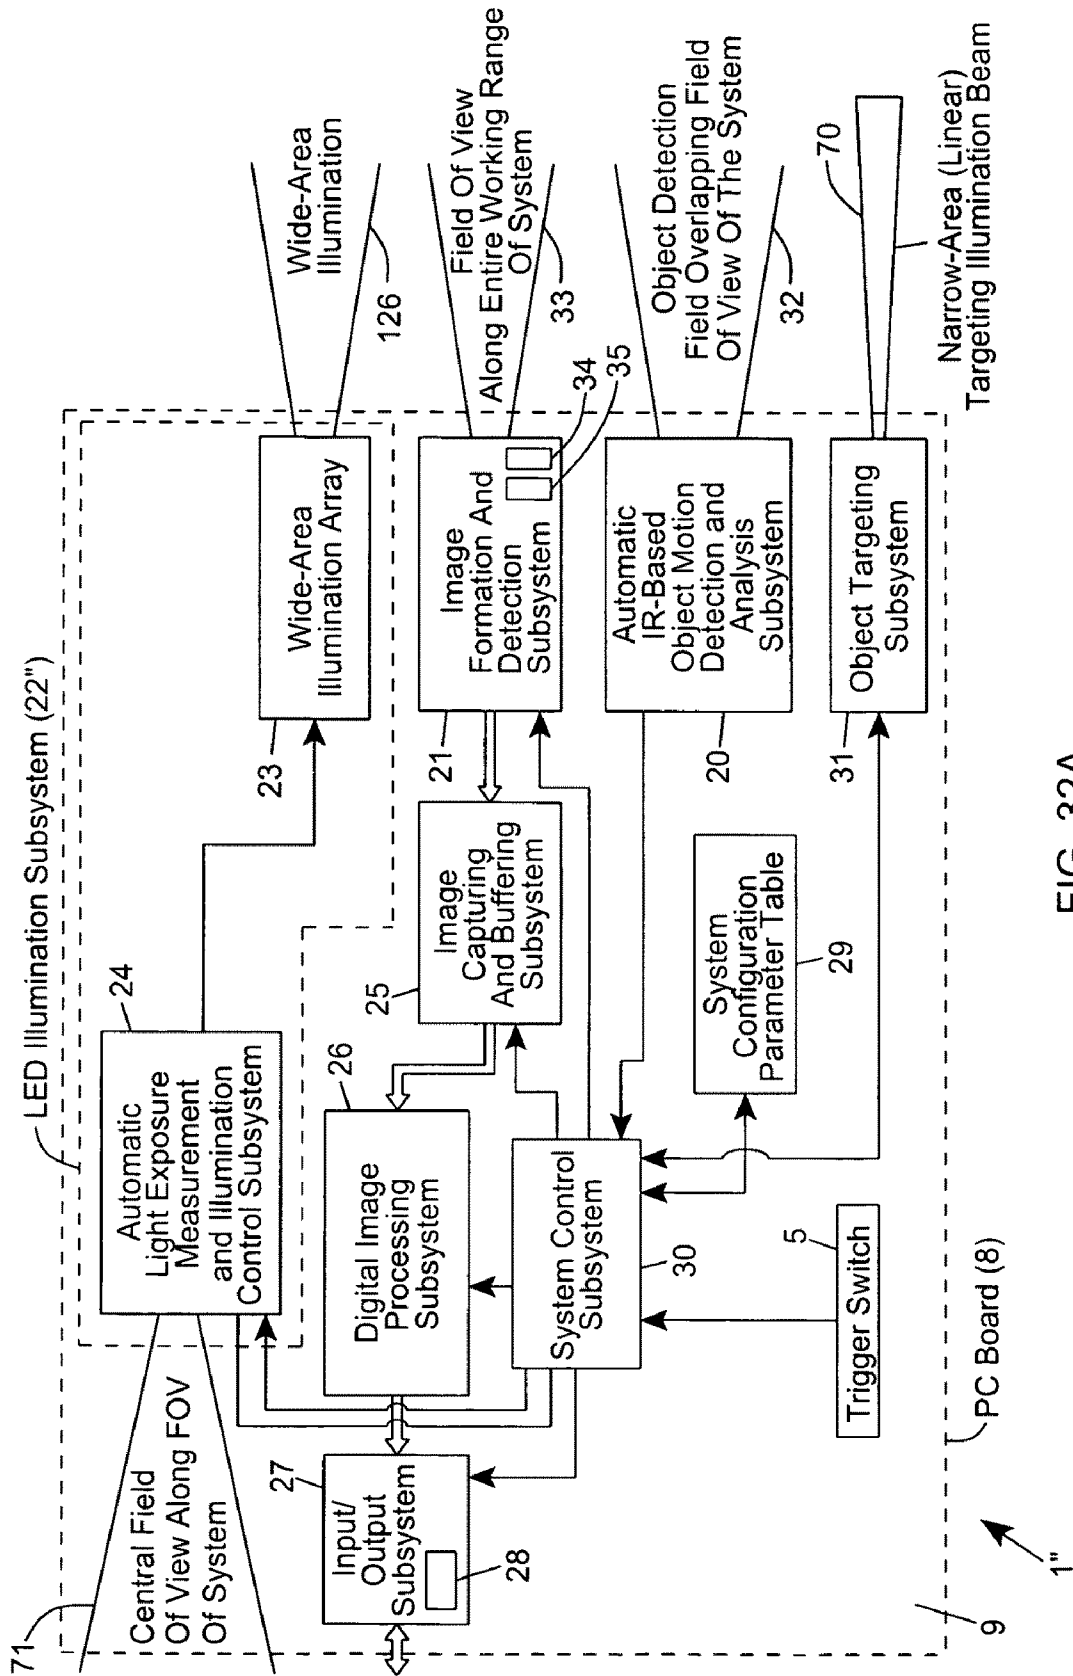 LED Illumination Subsystem (22")
71
Central Field
Of View Along FOV
Of System
24
Automatic
Light Exposure
Measurement
and Illumination
Control Subsystem
23
Wide-Area
Illumination Array
Wide-Area
Illumination
126
27
Input/
Output
Subsystem
28
26
Digital Image
Processing
Subsystem
25
Image
Capturing
And Buffering
Subsystem
21
Image
Formation And
Detection
Subsystem
34
35
Field Of View
Along Entire Working Range
Of System
33
System Control
Subsystem
30
System
Configuration
Parameter Table
29
Automatic
IR-Based
Object Motion
Detection and
Analysis
Subsystem
20
Object Detection
Field Overlapping Field
Of View Of The System
32
5
Trigger Switch
31
Object Targeting
Subsystem
70
Narrow-Area (Linear)
Targeting Illumination Beam
9
PC Board (8)
1"
FIG. 32A